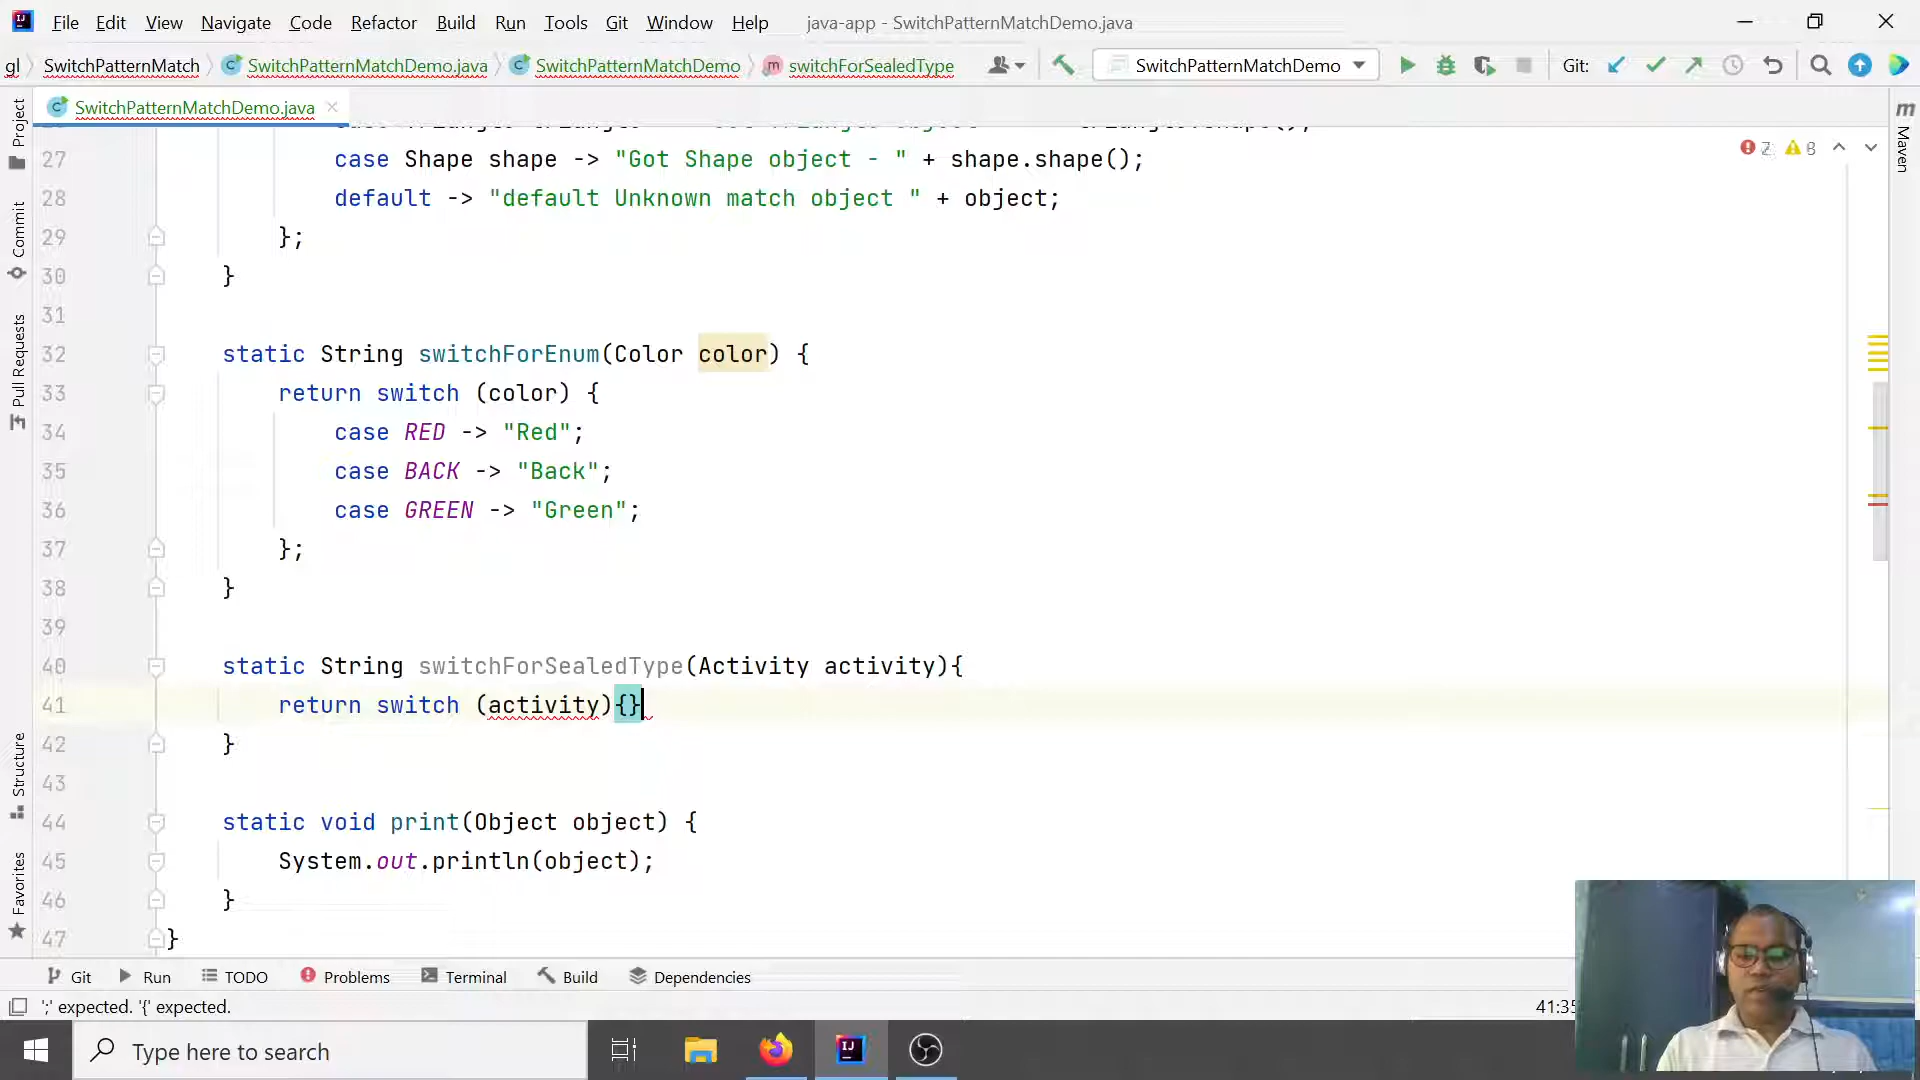 File Edit View Navigate Code Refactor Build Run Tools Git Window Help java-app - SwitchPatternMatchDemo.java
gl SwitchPatternMatch SwitchPatternMatchDemo.java SwitchPatternMatchDemo switchForSealedType SwitchPatternMatchDemo Git:
SwitchPatternMatchDemo.java
Project
Commit
Pull Requests
Structure
Favorites
m
Maven
2 8
27 case Shape shape -> "Got Shape object - " + shape.shape();
28 default -> "default Unknown match object " + object;
29 };
30 }
31
32 static String switchForEnum(Color color) {
33 return switch (color) {
34 case RED -> "Red";
35 case BACK -> "Back";
36 case GREEN -> "Green";
37 };
38 }
39
40 static String switchForSealedType(Activity activity){
41 return switch (activity){}
42 }
43
44 static void print(Object object) {
45 System.out.println(object);
46 }
47 }
Git Run TODO Problems Terminal Build Dependencies
';' expected. '{' expected. 41:35
Type here to search